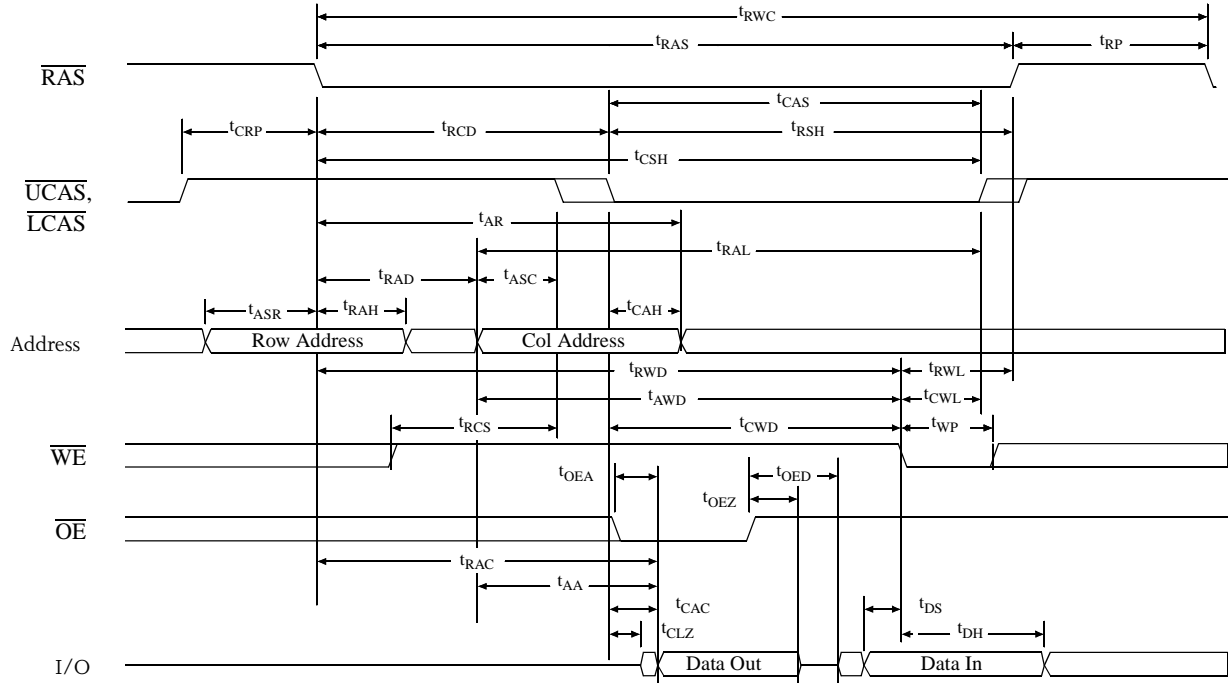 tRWC
tRAS tRP
RAS
tCAS
tCRP tRCD tRSH
tCSH
UCAS,
LCAS
tAR
tRAL
tRAD tASC
tASR tRAH tCAH
Address Row Address Col Address
tRWD tRWL
tAWD tCWL
tRCS tCWD tWP
WE
tOEA tOED
tOEZ
OE
tRAC
tAA
tCAC tDS
tCLZ tDH
I/O Data Out Data In